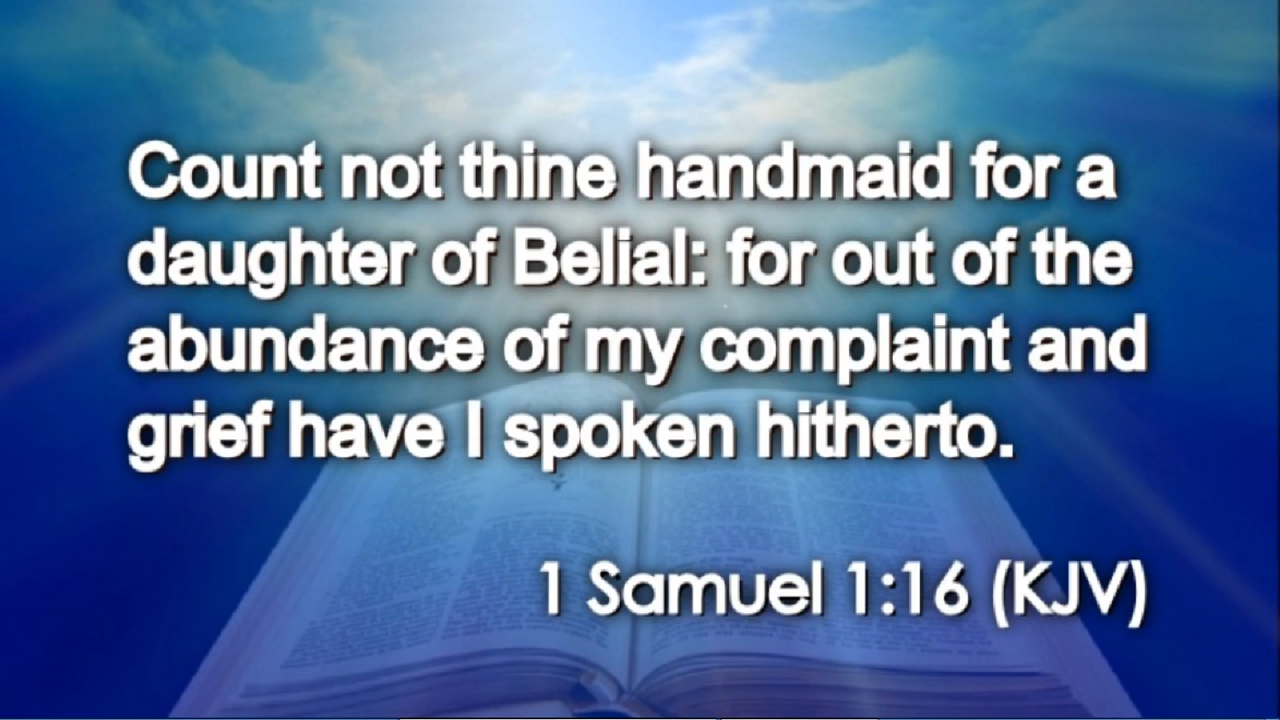 Count not thine handmaid for a
daughter of Belial: for out of the
abundance of my complaint and
grief have I spoken hitherto.
1 Samuel 1:16 (KJV)